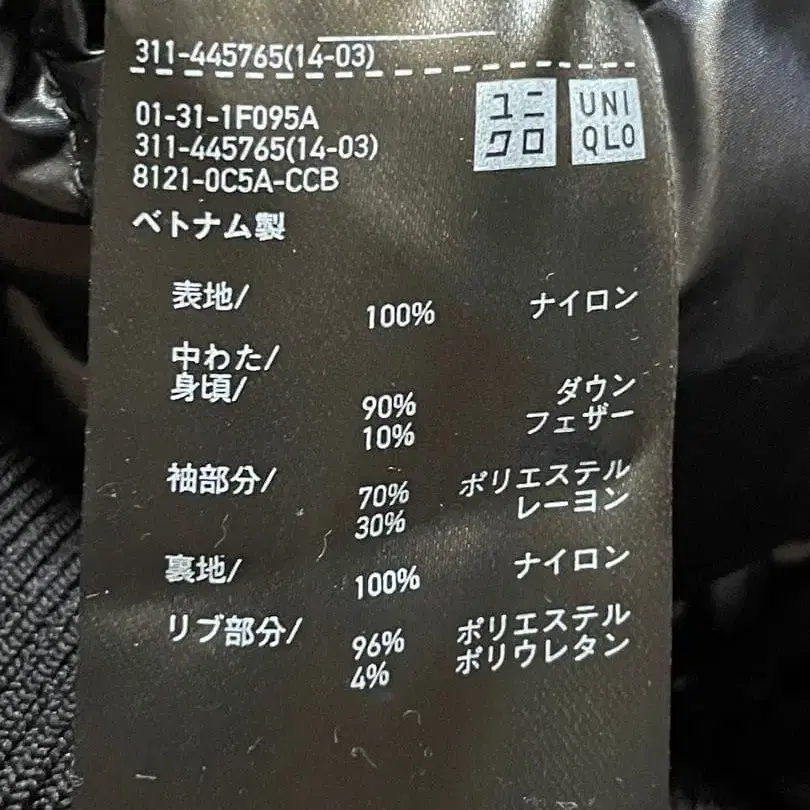 311-445765(14-03)
ユニ
クロ
UNI
QLO
01-31-1F095A
311-445765(14-03)
8121-0C5A-CCB
ベトナム製
表地/
100% ナイロン
中わた/
身頃/
90% ダウン
10% フェザー
袖部分/
70% ポリエステル
30% レーヨン
裏地/
100% ナイロン
リブ部分/
96% ポリエステル
4% ポリウレタン